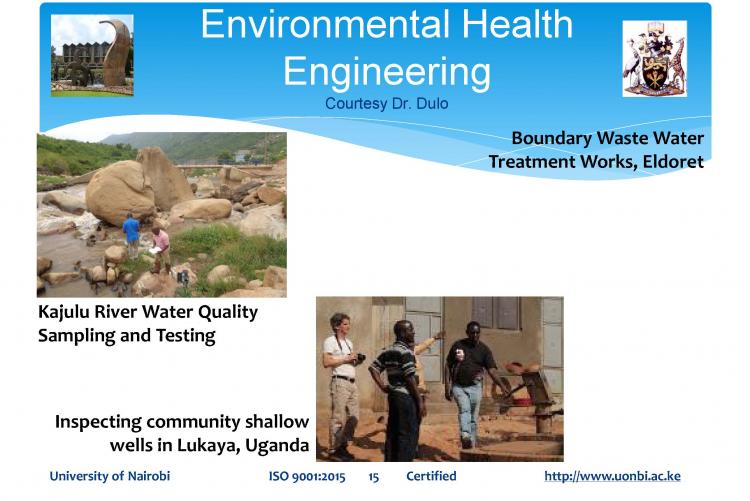 Environmental Health
Engineering
Courtesy Dr. Dulo
Boundary Waste Water
Treatment Works, Eldoret
Kajulu River Water Quality
Sampling and Testing
Inspecting community shallow
wells in Lukaya, Uganda
University of Nairobi ISO 9001:2015 15 Certified http://www.uonbi.ac.ke